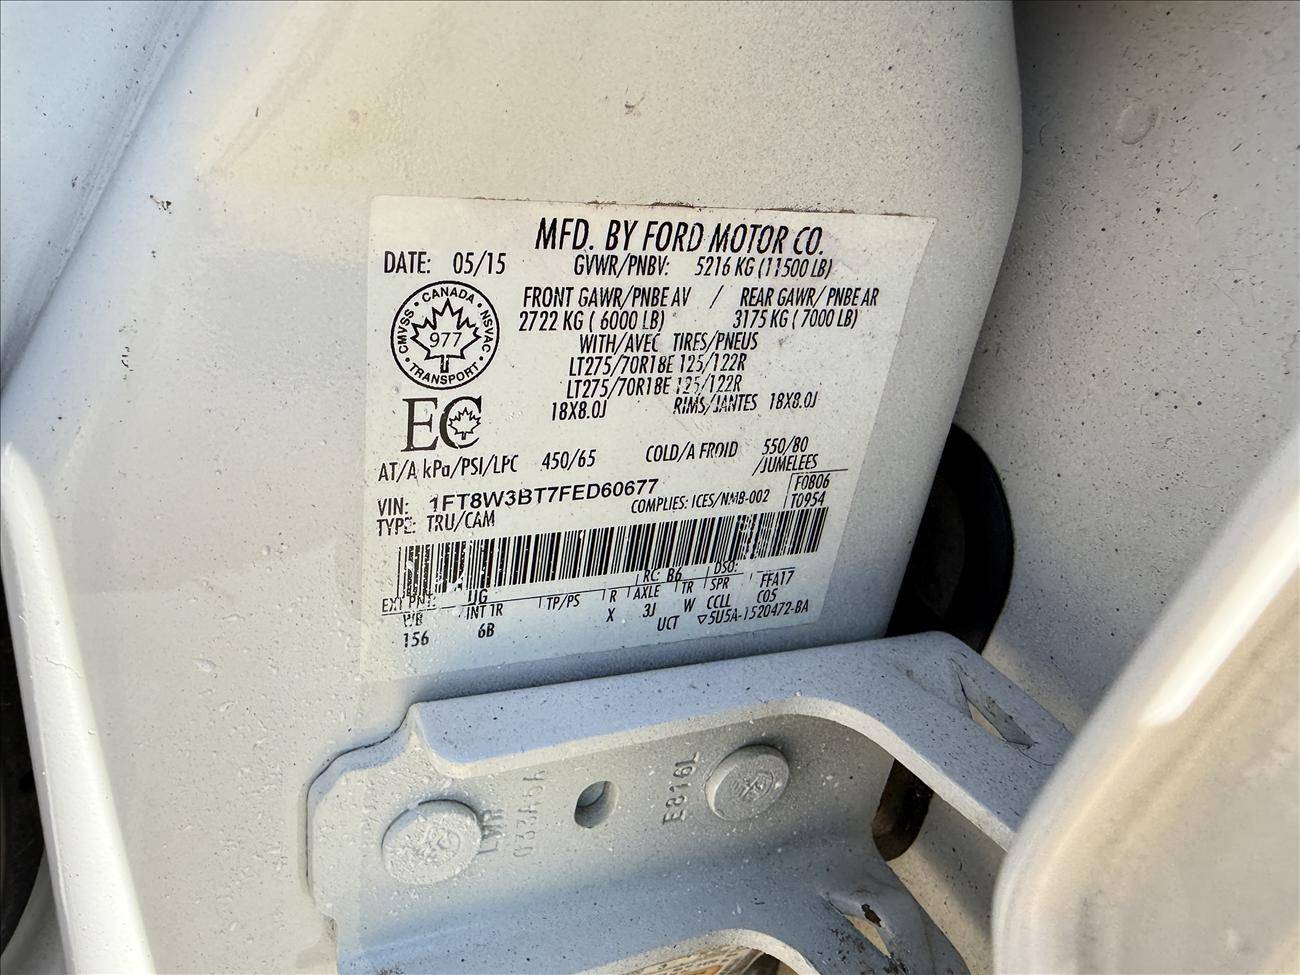 MFD. BY FORD MOTOR CO.
DATE: 05/15
GVWR/PNBV: 5216 KG (11500 LB)
FRONT GAWR/PNBE AV / REAR GAWR/ PNBE AR
2722 KG ( 6000 LB) 3175 KG ( 7000 LB)
WITH/AVEC TIRES/PNEUS
LT275/70R18E 125/122R
LT275/70R18E 125/122R
18X8.0J RIMS/JANTES 18X8.0J
CANADA
CMVSS NSVAC
977
TRANSPORT
EC
AT/A kPa/PSI/LPC 450/65 COLD/A FROID 550/80
/JUMELEES
VIN: 1FT8W3BT7FED60677
COMPLIES: ICES/NMB-002
F0B06
T0954
TYPE: TRU/CAM
RC: B6 DSO:
EXT PNT: JJG FFA17
WB INT TR TP/PS R AXLE TR SPR C05
156 6B X 3J W CCLL
UCT ▽5U5A-1520472-BA
LWR
E816L